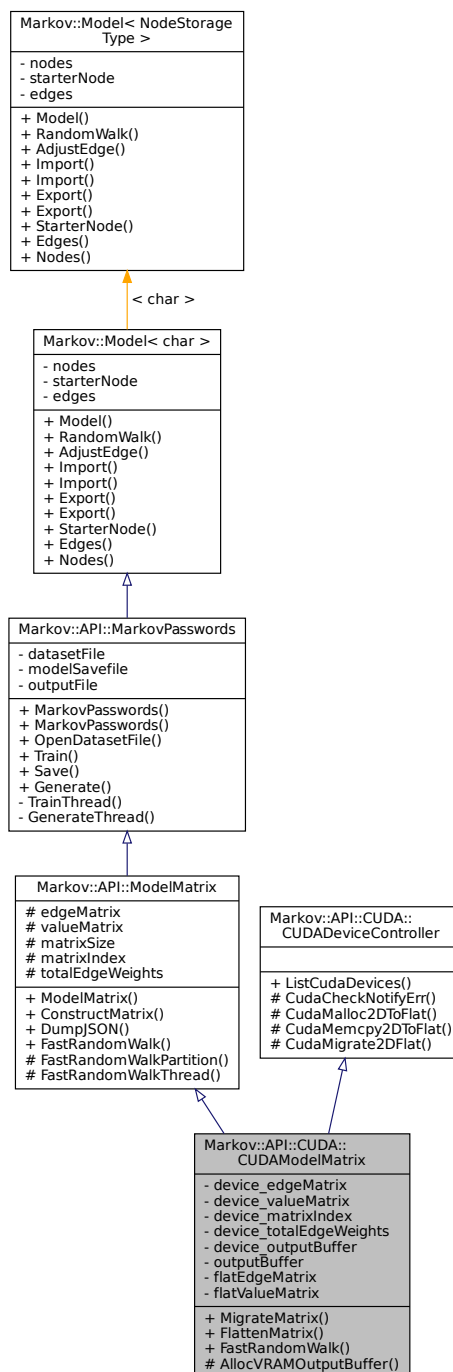 Markov::Model< NodeStorage
Type >
- nodes
- starterNode
- edges
+ Model()
+ RandomWalk()
+ AdjustEdge()
+ Import()
+ Import()
+ Export()
+ Export()
+ StarterNode()
+ Edges()
+ Nodes()
< char >
Markov::Model< char >
- nodes
- starterNode
- edges
+ Model()
+ RandomWalk()
+ AdjustEdge()
+ Import()
+ Import()
+ Export()
+ Export()
+ StarterNode()
+ Edges()
+ Nodes()
Markov::API::MarkovPasswords
- datasetFile
- modelSavefile
- outputFile
+ MarkovPasswords()
+ MarkovPasswords()
+ OpenDatasetFile()
+ Train()
+ Save()
+ Generate()
- TrainThread()
- GenerateThread()
Markov::API::ModelMatrix
# edgeMatrix
# valueMatrix
# matrixSize
# matrixIndex
# totalEdgeWeights
+ ModelMatrix()
+ ConstructMatrix()
+ DumpJSON()
+ FastRandomWalk()
# FastRandomWalkPartition()
# FastRandomWalkThread()
Markov::API::CUDA::
CUDADeviceController
+ ListCudaDevices()
# CudaCheckNotifyErr()
# CudaMalloc2DToFlat()
# CudaMemcpy2DToFlat()
# CudaMigrate2DFlat()
Markov::API::CUDA::
CUDAModelMatrix
- device_edgeMatrix
- device_valueMatrix
- device_matrixIndex
- device_totalEdgeWeights
- device_outputBuffer
- outputBuffer
- flatEdgeMatrix
- flatValueMatrix
+ MigrateMatrix()
+ FlattenMatrix()
+ FastRandomWalk()
# AllocVRAMOutputBuffer()